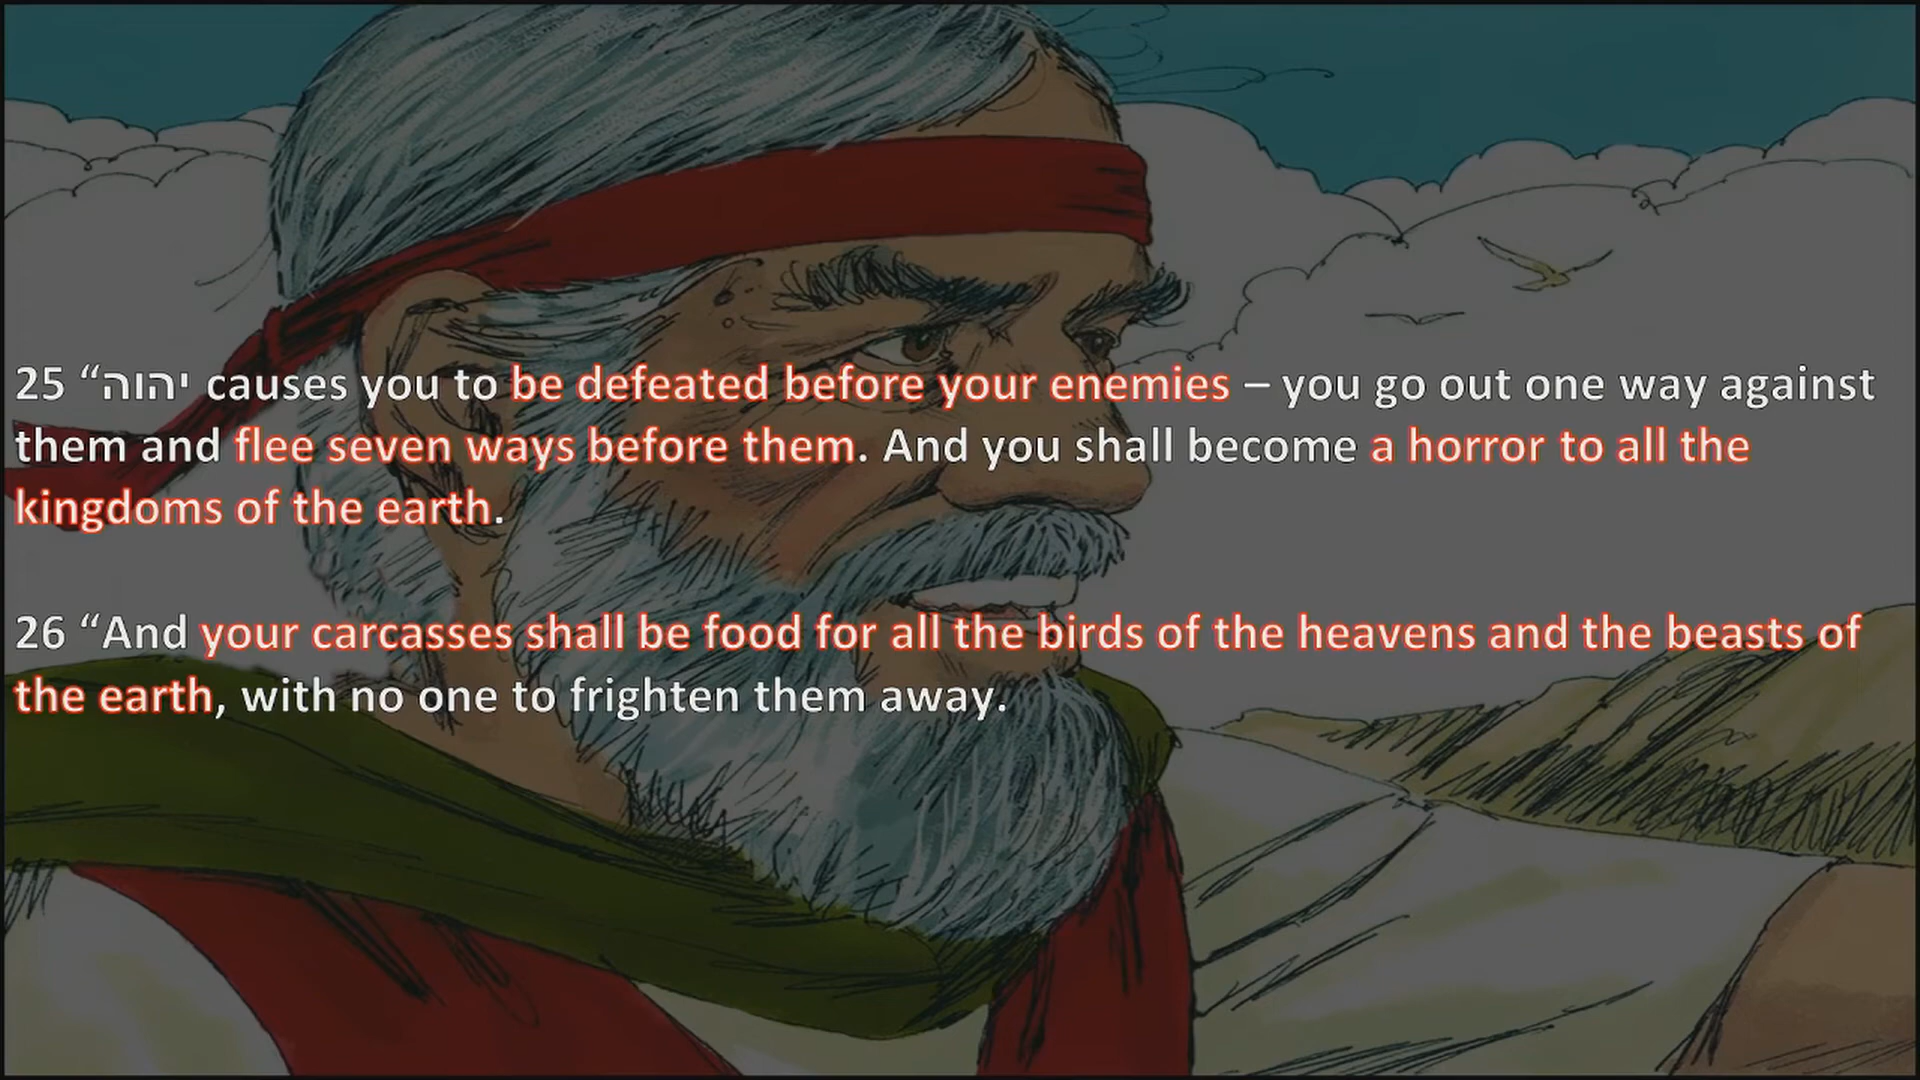 25 “יהוה causes you to be defeated before your enemies – you go out one way against
them and flee seven ways before them. And you shall become a horror to all the
kingdoms of the earth.
26 “And your carcasses shall be food for all the birds of the heavens and the beasts of
the earth, with no one to frighten them away.